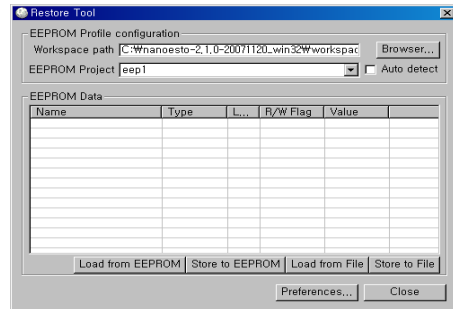 Restore Tool
EEPROM Profile configuration
Workspace path C:₩nanoesto-2,1,0-20071120_win32₩workspac Browser...
EEPROM Project eep1 Auto detect
EEPROM Data
Name Type L... R/W Flag Value
Load from EEPROM Store to EEPROM Load from File Store to File
Preferences... Close